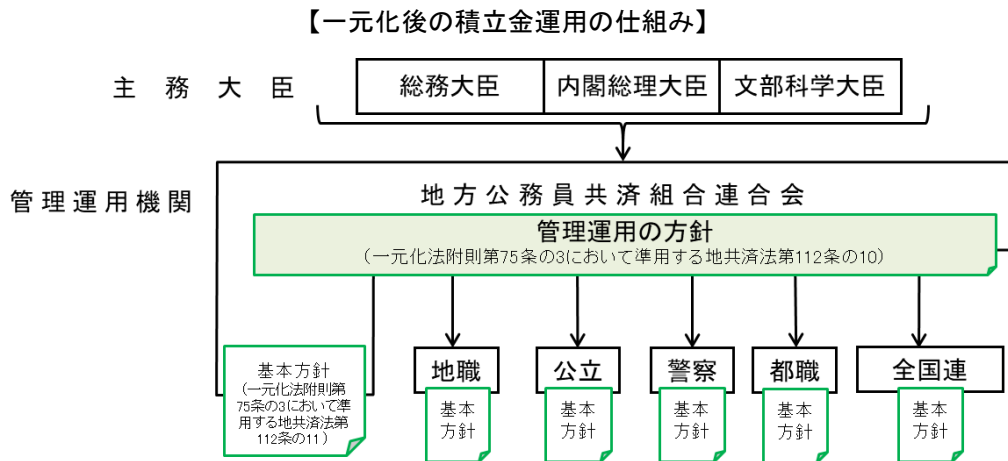 【一元化後の積立金運用の仕組み】
主務大臣
総務大臣
内閣総理大臣
文部科学大臣
管理運用機関
地方公務員共済組合連合会
管理運用の方針
（一元化法附則第75条の3において準用する地共済法第112条の10）
基本方針
（一元化法附則第
75条の3において準
用する地共済法第
112条の11）
地職
公立
警察
都職
全国連
基本
方針
基本
方針
基本
方針
基本
方針
基本
方針